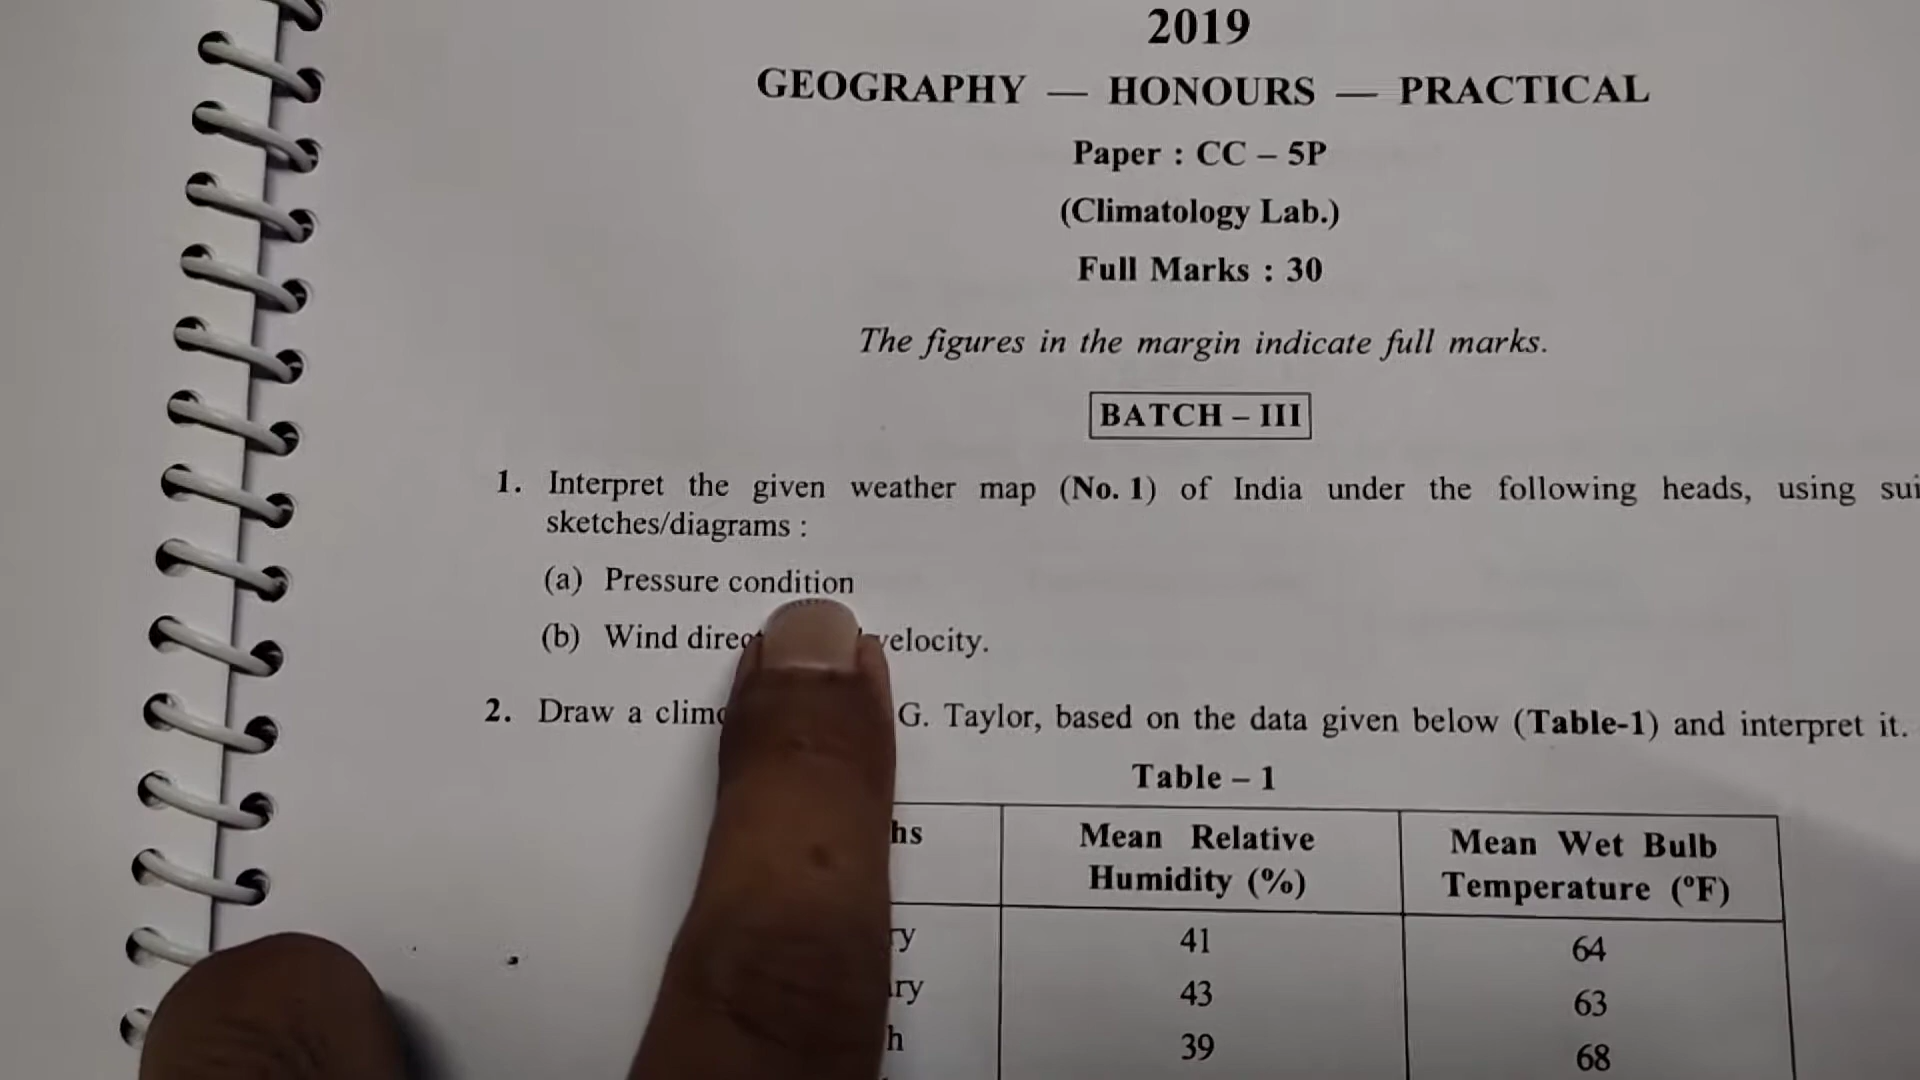 2019
GEOGRAPHY — HONOURS — PRACTICAL
Paper : CC – 5P
(Climatology Lab.)
Full Marks : 30
The figures in the margin indicate full marks.
BATCH – III
1. Interpret the given weather map (No. 1) of India under the following heads, using
sketches/diagrams :
(a) Pressure condition
(b) Wind velocity.
2. Draw a G. Taylor, based on the data given below (Table-1) and interpret it.
Table – 1
Mean Relative Humidity (%)
Mean Wet Bulb Temperature (ºF)
41 64
43 63
39 68